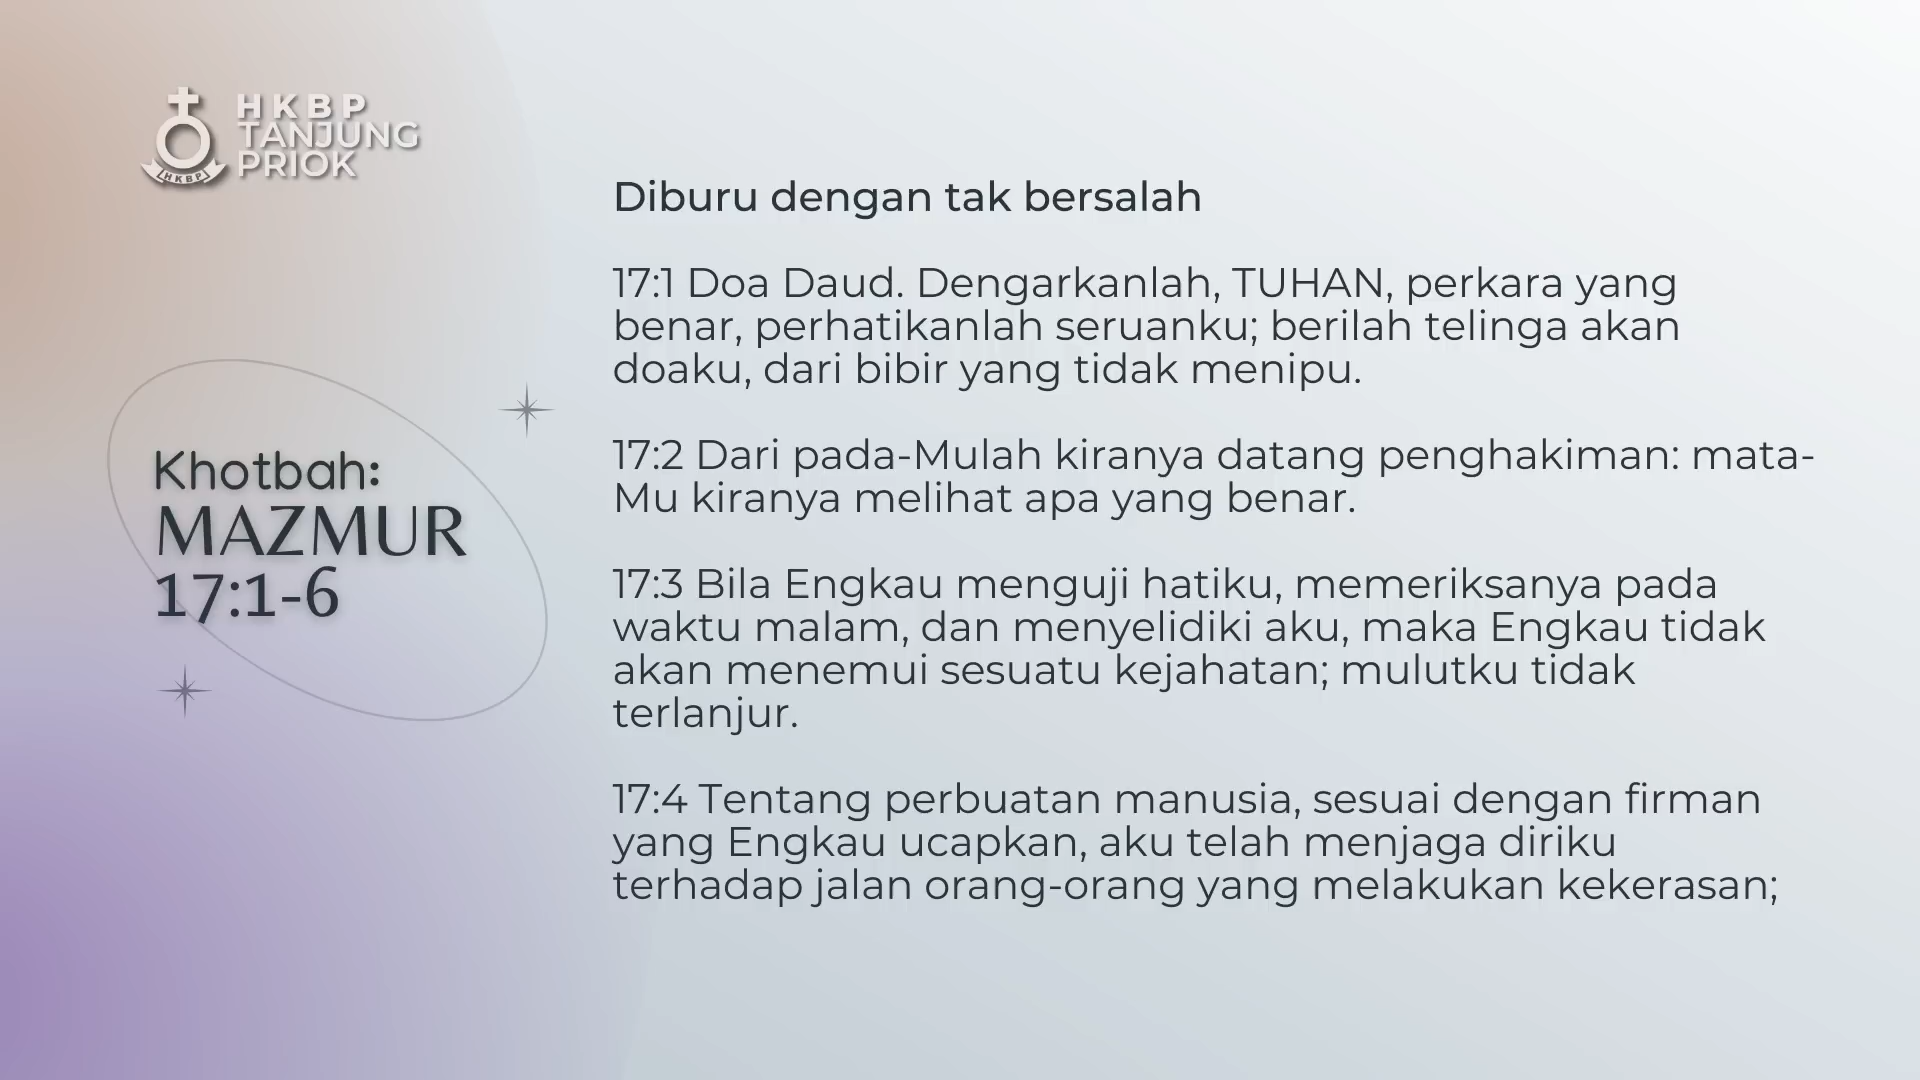 HKBP
TANJUNG
PRIOK
HKBP
Khotbah:
MAZMUR
17:1-6
Diburu dengan tak bersalah
17:1 Doa Daud. Dengarkanlah, TUHAN, perkara yang
benar, perhatikanlah seruanku; berilah telinga akan
doaku, dari bibir yang tidak menipu.
17:2 Dari pada-Mulah kiranya datang penghakiman: mata-
Mu kiranya melihat apa yang benar.
17:3 Bila Engkau menguji hatiku, memeriksanya pada
waktu malam, dan menyelidiki aku, maka Engkau tidak
akan menemui sesuatu kejahatan; mulutku tidak
terlanjur.
17:4 Tentang perbuatan manusia, sesuai dengan firman
yang Engkau ucapkan, aku telah menjaga diriku
terhadap jalan orang-orang yang melakukan kekerasan;